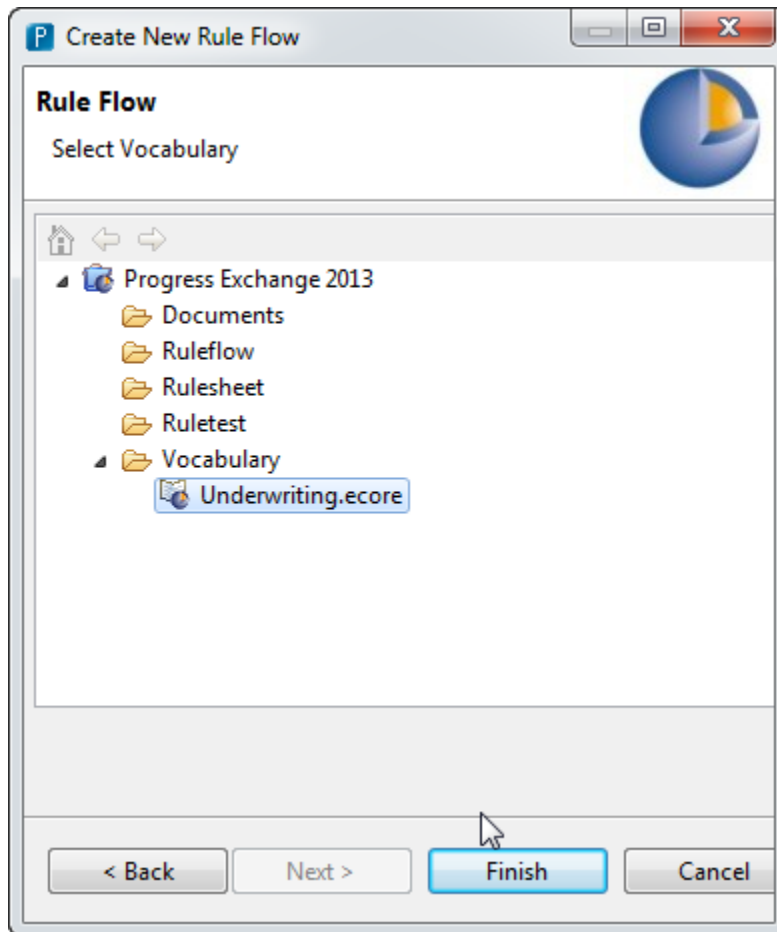 Create New Rule Flow
Rule Flow
Select Vocabulary
Progress Exchange 2013
Documents
Ruleflow
Rulesheet
Ruletest
Vocabulary
Underwriting.ecore
< Back Next > Finish Cancel